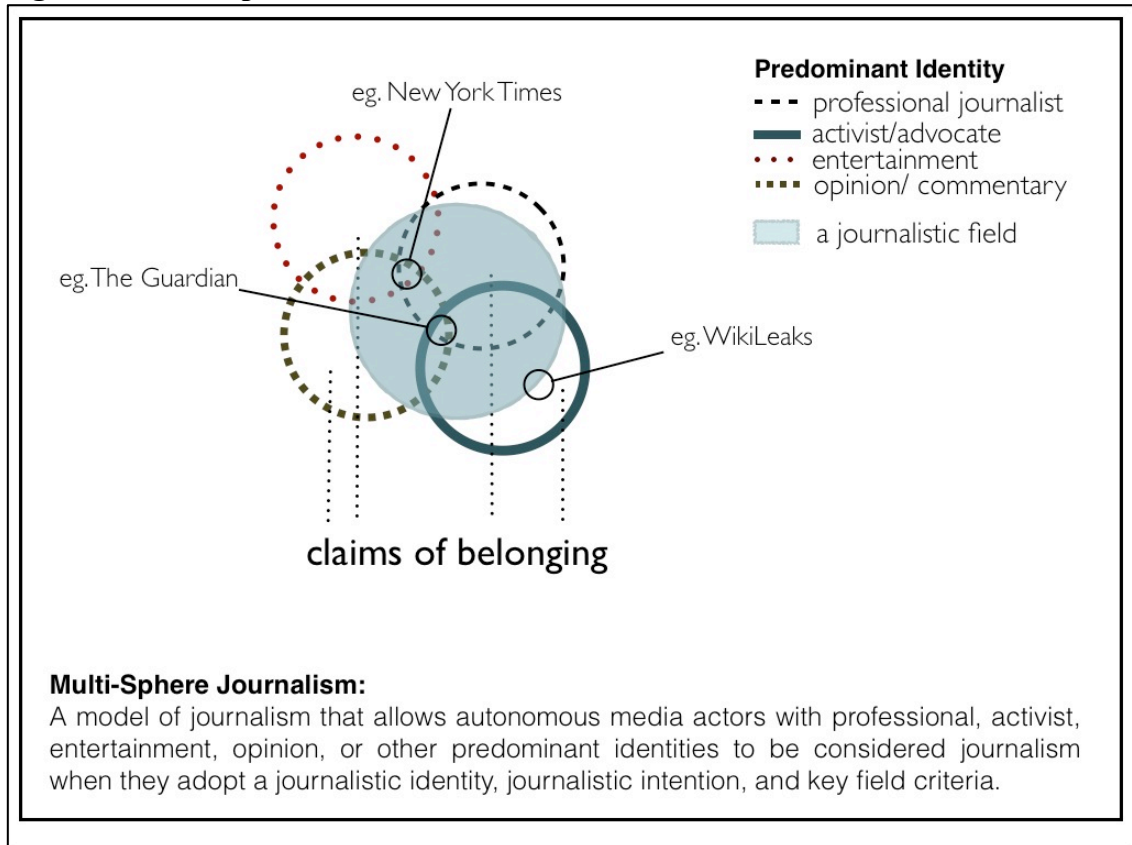 eg. New York Times
Predominant Identity
professional journalist
activist/advocate
entertainment
opinion/ commentary
a journalistic field
eg. The Guardian
eg. WikiLeaks
claims of belonging
Multi-Sphere Journalism:
A model of journalism that allows autonomous media actors with professional, activist,
entertainment, opinion, or other predominant identities to be considered journalism
when they adopt a journalistic identity, journalistic intention, and key field criteria.